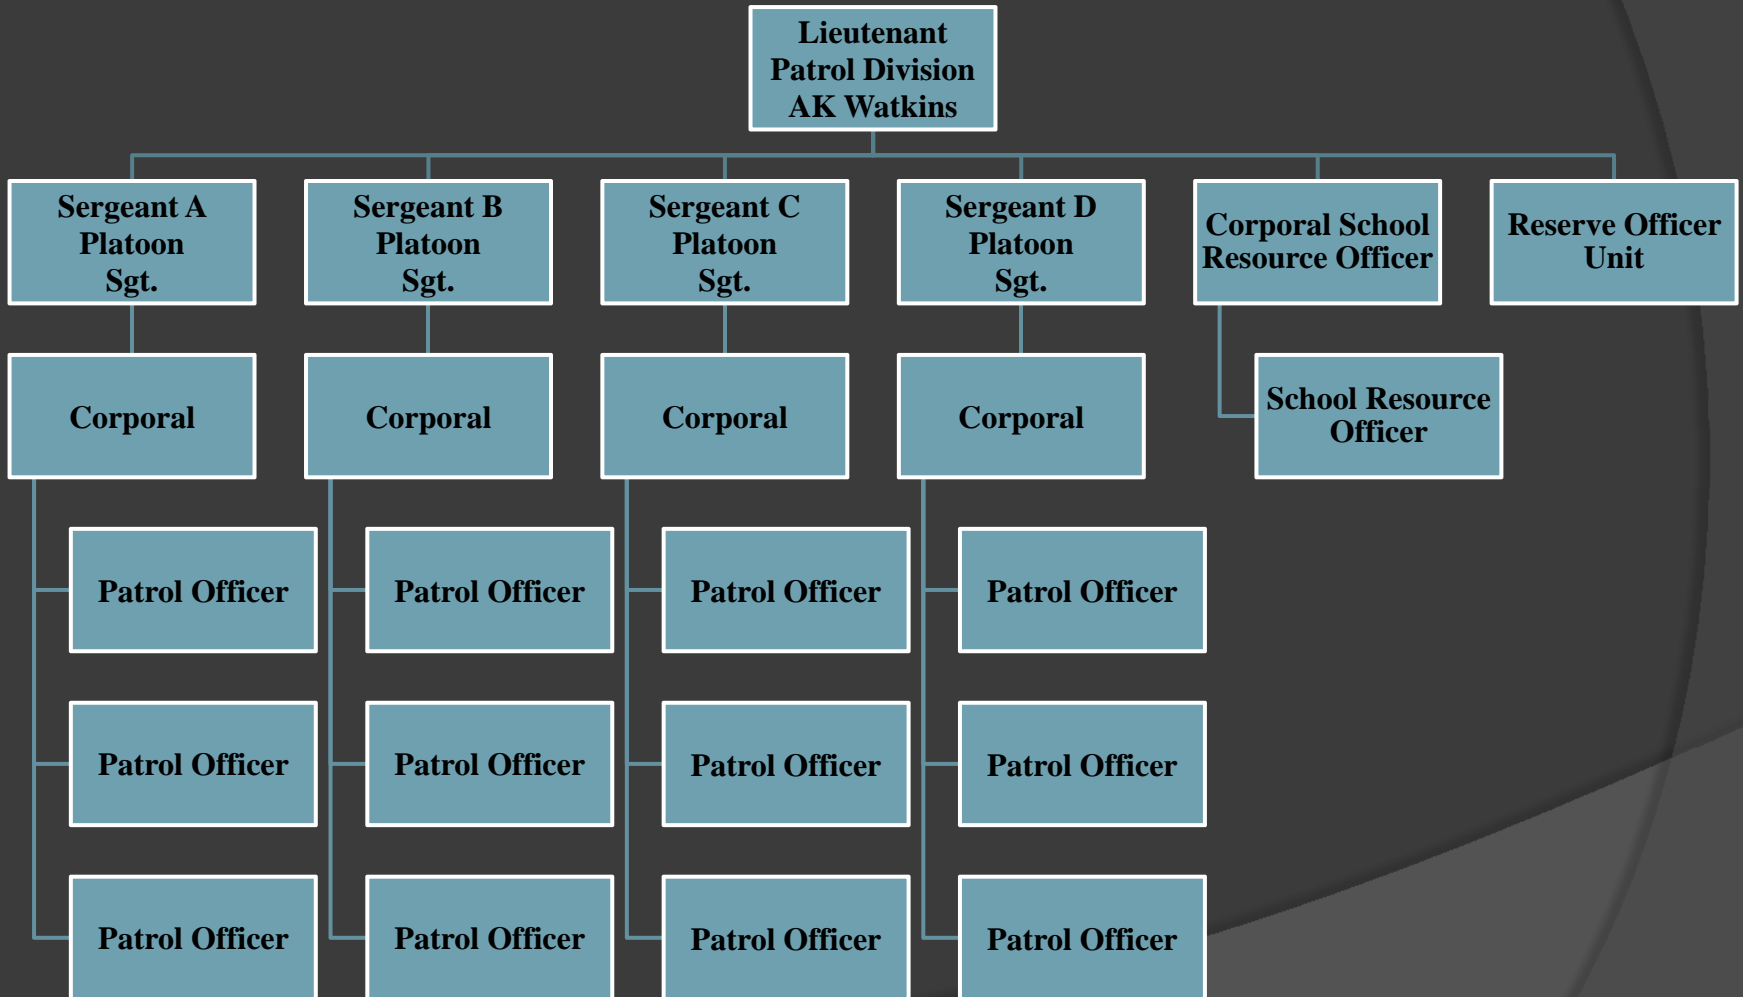 Lieutenant
Patrol Division
AK Watkins
Sergeant A
Platoon
Sgt.
Sergeant B
Platoon
Sgt.
Sergeant C
Platoon
Sgt.
Sergeant D
Platoon
Sgt.
Corporal School
Resource Officer
Reserve Officer
Unit
Corporal
Corporal
Corporal
Corporal
School Resource
Officer
Patrol Officer
Patrol Officer
Patrol Officer
Patrol Officer
Patrol Officer
Patrol Officer
Patrol Officer
Patrol Officer
Patrol Officer
Patrol Officer
Patrol Officer
Patrol Officer